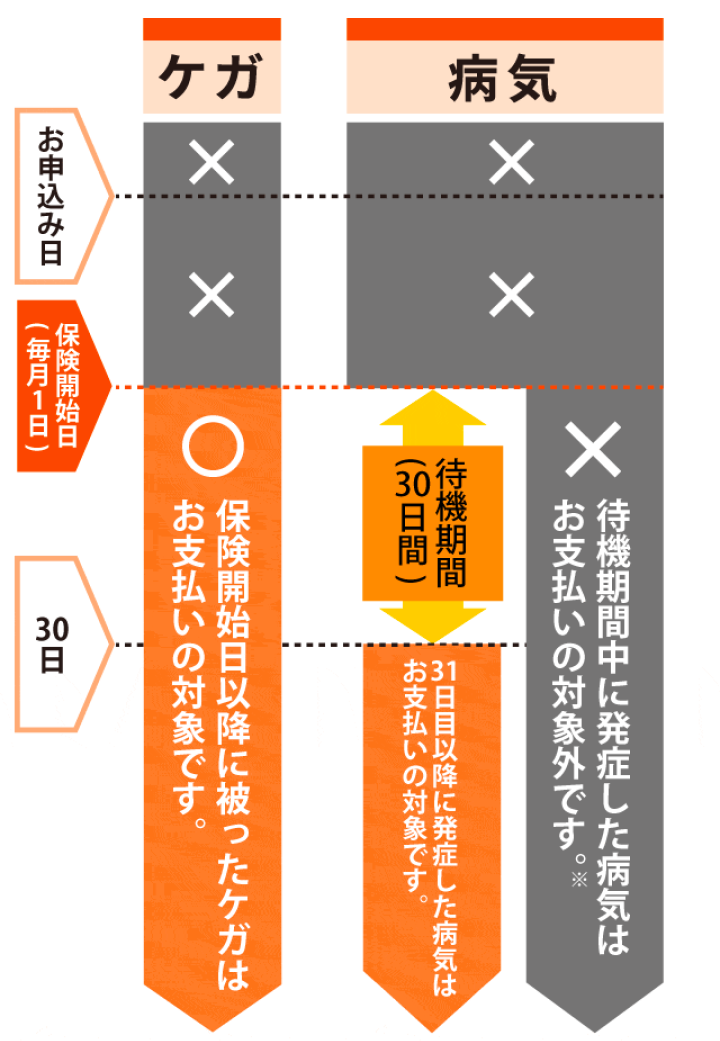 ケガ
病気
お申込み日
×
×
×
×
保険開始日
(毎月1日)
○
保険開始日以降に被ったケガは
お支払いの対象です。
待機期間
(30日間)
×
待機期間中に発症した病気は
お支払いの対象外です。※
30日
31日目以降に発症した病気は
お支払いの対象です。